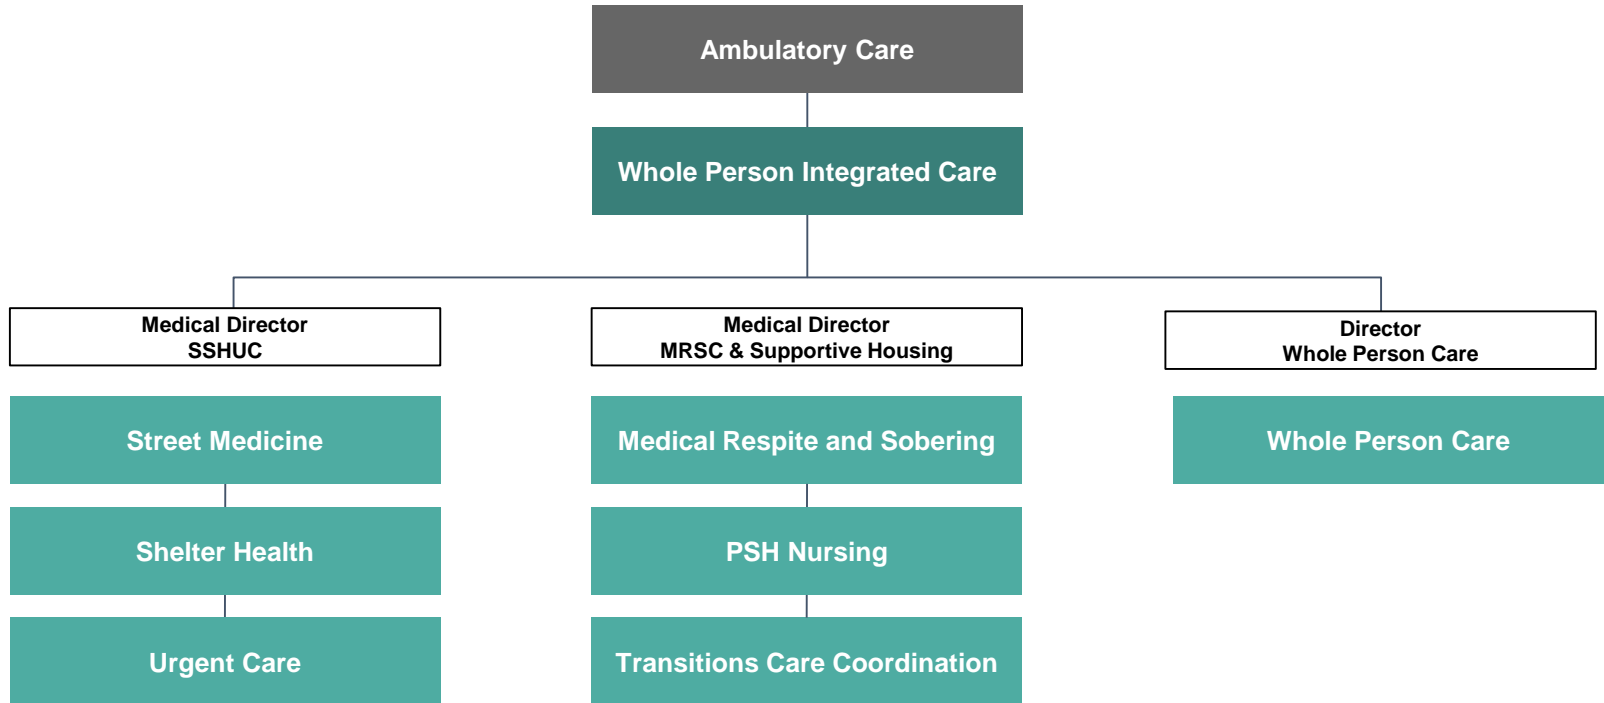 Ambulatory Care
Whole Person Integrated Care
Medical Director
SSHUC
Medical Director
MRSC & Supportive Housing
Director
Whole Person Care
Street Medicine
Medical Respite and Sobering
Whole Person Care
Shelter Health
PSH Nursing
Urgent Care
Transitions Care Coordination